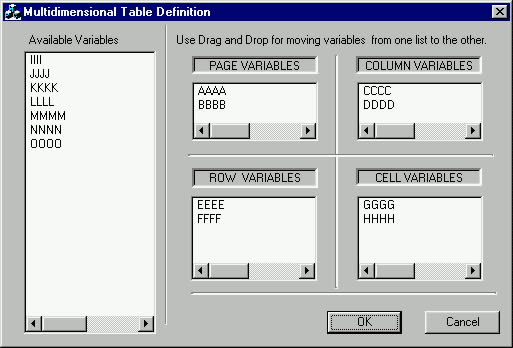 Multidimensional Table Definition
Available Variables
IIII
JJJJ
KKKK
LLLL
MMMM
NNNN
OOOO
Use Drag and Drop for moving variables from one list to the other.
PAGE VARIABLES
AAAA
BBBB
COLUMN VARIABLES
CCCC
DDDD
ROW VARIABLES
EEEE
FFFF
CELL VARIABLES
GGGG
HHHH
OK
Cancel